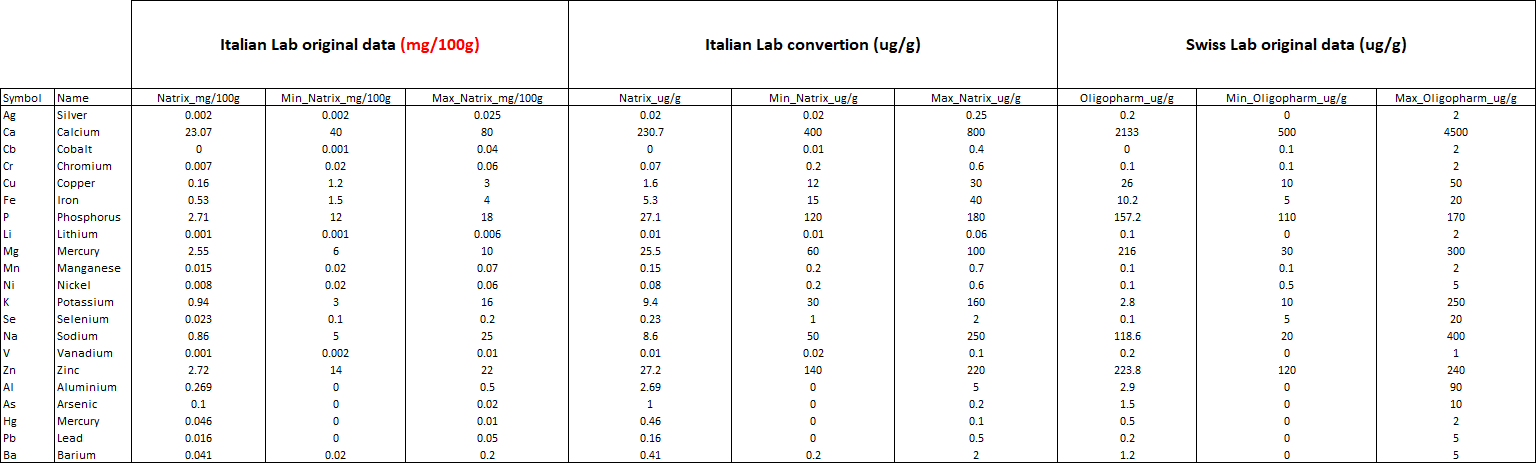 Italian Lab original data (mg/100g) Italian Lab convertion (ug/g) Swiss Lab original data (ug/g)
Symbol Name Natrix_mg/100g Min_Natrix_mg/100g Max_Natrix_mg/100g Natrix_ug/g Min_Natrix_ug/g Max_Natrix_ug/g Oligopharm_ug/g Min_Oligopharm_ug/g Max_Oligopharm_ug/g
Ag Silver 0.002 0.002 0.025 0.02 0.02 0.25 0.2 0 2
Ca Calcium 23.07 40 80 230.7 400 800 2133 500 4500
Cb Cobalt 0 0.001 0.04 0 0.01 0.4 0 0.1 2
Cr Chromium 0.007 0.02 0.06 0.07 0.2 0.6 0.1 0.1 2
Cu Copper 0.16 1.2 3 1.6 12 30 26 10 50
Fe Iron 0.53 1.5 4 5.3 15 40 10.2 5 20
P Phosphorus 2.71 12 18 27.1 120 180 157.2 110 170
Li Lithium 0.001 0.001 0.006 0.01 0.01 0.06 0.1 0 2
Mg Mercury 2.55 6 10 25.5 60 100 216 30 300
Mn Manganese 0.015 0.02 0.07 0.15 0.2 0.7 0.1 0.1 2
Ni Nickel 0.008 0.02 0.06 0.08 0.2 0.6 0.1 0.5 5
K Potassium 0.94 3 16 9.4 30 160 2.8 10 250
Se Selenium 0.023 0.1 0.2 0.23 1 2 0.1 5 20
Na Sodium 0.86 5 25 8.6 50 250 118.6 20 400
V Vanadium 0.001 0.002 0.01 0.01 0.02 0.1 0.2 0 1
Zn Zinc 2.72 14 22 27.2 140 220 223.8 120 240
Al Aluminium 0.269 0 0.5 2.69 0 5 2.9 0 90
As Arsenic 0.1 0 0.02 1 0 0.2 1.5 0 10
Hg Mercury 0.046 0 0.01 0.46 0 0.1 0.5 0 2
Pb Lead 0.016 0 0.05 0.16 0 0.5 0.2 0 5
Ba Barium 0.041 0.02 0.2 0.41 0.2 2 1.2 0 5